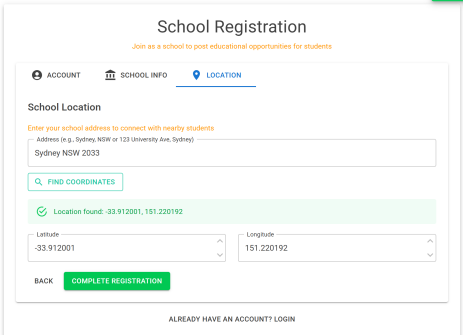 School Registration
Join as a school to post educational opportunities for students
ACCOUNT
SCHOOL INFO
LOCATION
School Location
Enter your school address to connect with nearby students
Address (e.g., Sydney, NSW or 123 University Ave, Sydney)
Sydney NSW 2033
FIND COORDINATES
Location found: -33.912001, 151.220192
Latitude
-33.912001
Longitude
151.220192
BACK
COMPLETE REGISTRATION
ALREADY HAVE AN ACCOUNT? LOGIN